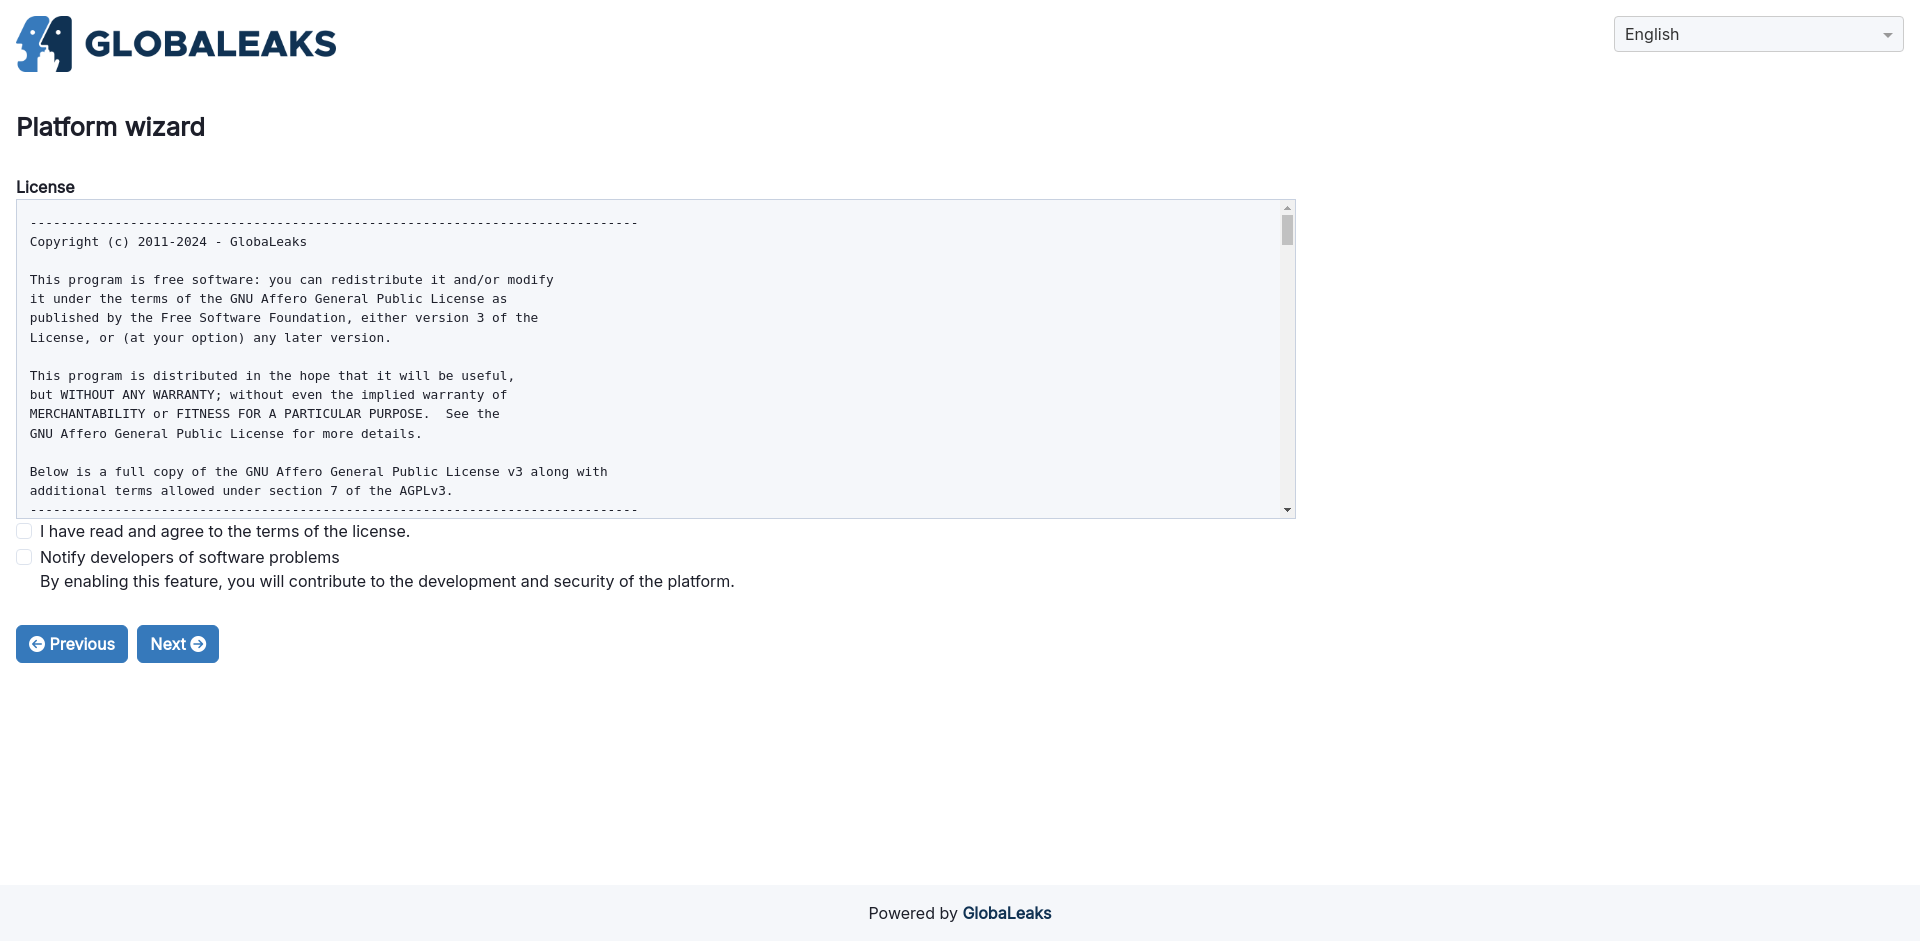 GLOBALEAKS
English
Platform wizard
License
-------------------------------------------------------------------------------
Copyright (c) 2011-2024 - GlobaLeaks
This program is free software: you can redistribute it and/or modify
it under the terms of the GNU Affero General Public License as
published by the Free Software Foundation, either version 3 of the
License, or (at your option) any later version.
This program is distributed in the hope that it will be useful,
but WITHOUT ANY WARRANTY; without even the implied warranty of
MERCHANTABILITY or FITNESS FOR A PARTICULAR PURPOSE.  See the
GNU Affero General Public License for more details.
Below is a full copy of the GNU Affero General Public License v3 along with
additional terms allowed under section 7 of the AGPLv3.
-------------------------------------------------------------------------------
I have read and agree to the terms of the license.
Notify developers of software problems
By enabling this feature, you will contribute to the development and security of the platform.
Previous Next
Powered by GlobaLeaks